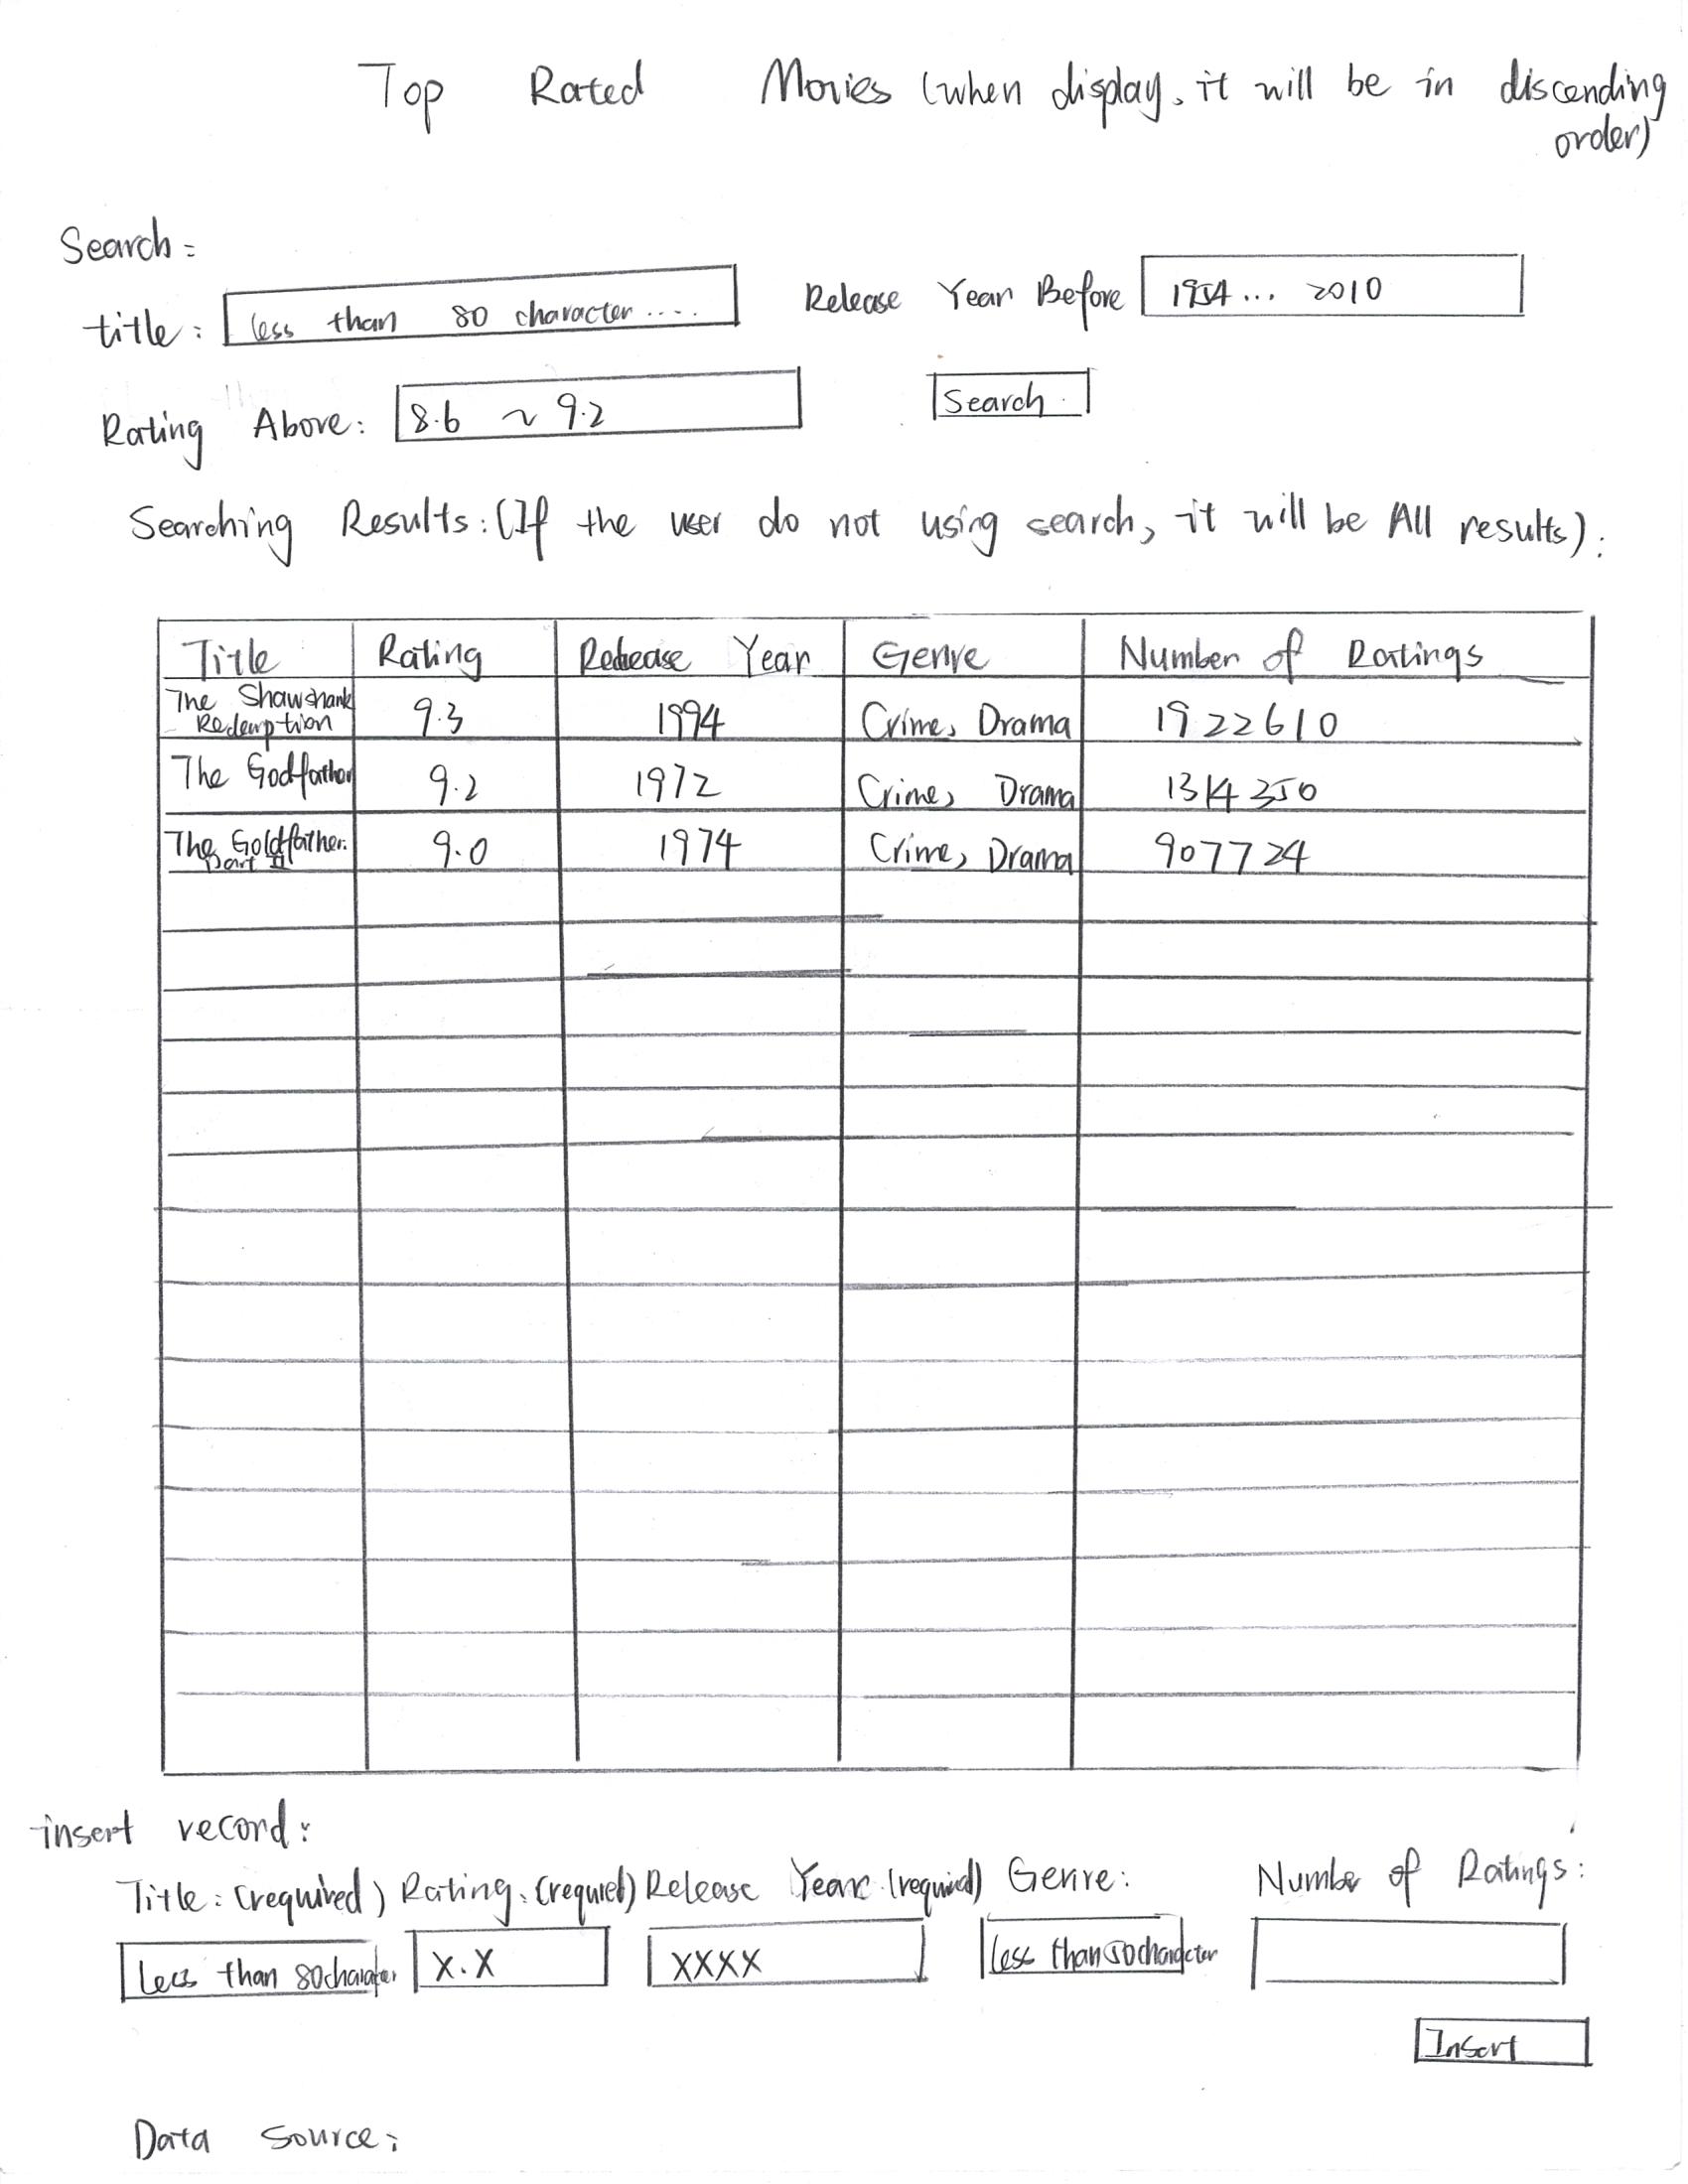 Top Rated Movies (when display, it will be in discending
order)
Search:
title: less than 80 character.... Release Year Before 1954... 2010
Rating Above: 8.6 ~ 9.2 Search
Searching Results: (If the user do not using search, it will be All results):
Title Rating Release Year Genre Number of Ratings
The Shawshank
Redemption 9.3 1994 Crime, Drama 1922610
The Godfather 9.2 1972 Crime, Drama 1314350
The Goldfather:
Part II 9.0 1974 Crime, Drama 907724
insert record:
Title: (required) Rating: (requied) Release Year: (required) Genre: Number of Ratings:
Less than 80 character X.X XXXX less than 50 character
Insert
Data Source: